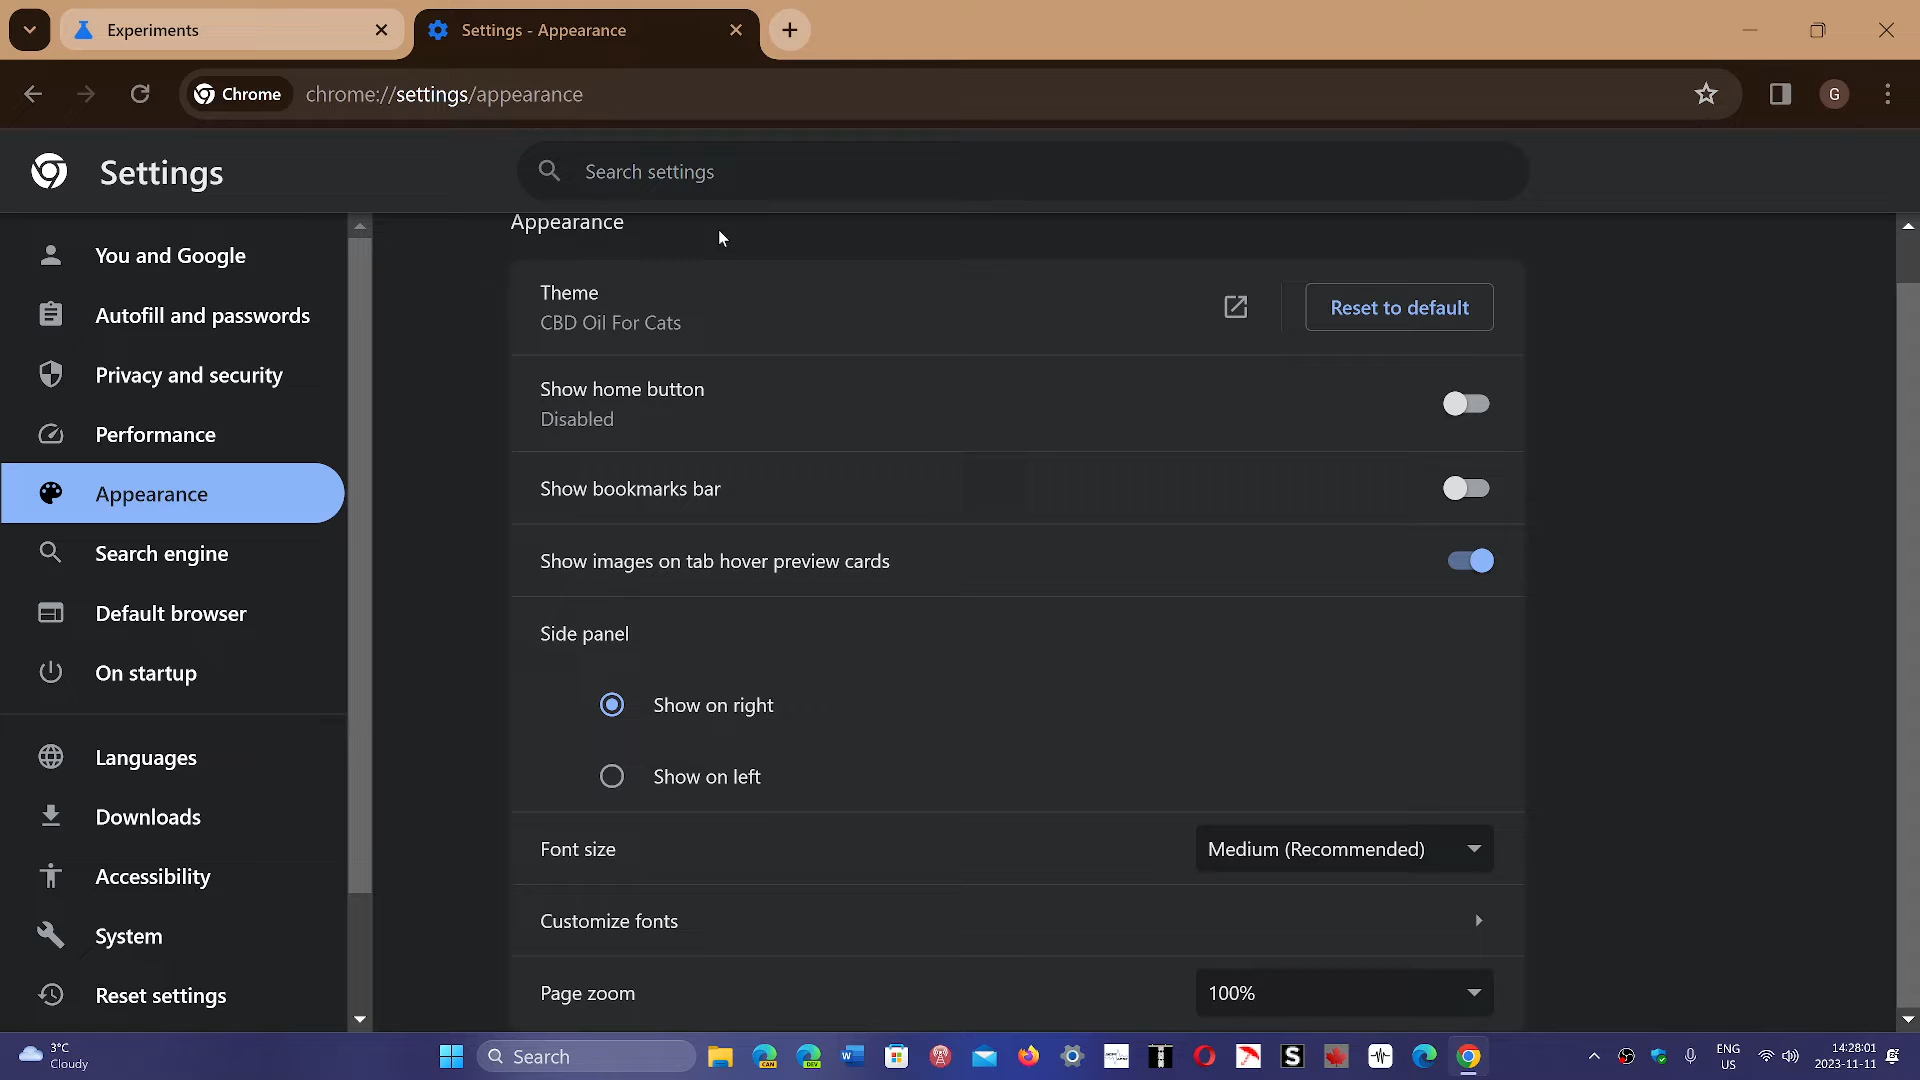 Experiments
Settings - Appearance
Chrome
chrome://settings/appearance
G
Settings
Search settings
You and Google
Autofill and passwords
Privacy and security
Performance
Appearance
Search engine
Default browser
On startup
Languages
Downloads
Accessibility
System
Reset settings
Appearance
Theme
CBD Oil For Cats
Reset to default
Show home button
Disabled
Show bookmarks bar
Show images on tab hover preview cards
Side panel
Show on right
Show on left
Font size
Medium (Recommended)
Customize fonts
Page zoom
100%
3°C
Cloudy
Search
CAN
DEV
W
S
ENG
US
14:28:01
2023-11-11